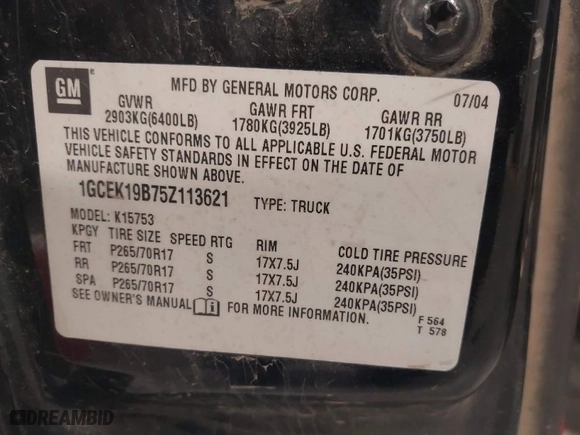 GM ®
MFD BY GENERAL MOTORS CORP. 07/04
GVWR GAWR FRT GAWR RR
2903KG(6400LB) 1780KG(3925LB) 1701KG(3750LB)
THIS VEHICLE CONFORMS TO ALL APPLICABLE U.S. FEDERAL MOTOR
VEHICLE SAFETY STANDARDS IN EFFECT ON THE DATE OF
MANUFACTURE SHOWN ABOVE.
1GCEK19B75Z113621 TYPE: TRUCK
MODEL: K15753
KPGY TIRE SIZE SPEED RTG RIM COLD TIRE PRESSURE
FRT P265/70R17 S 17X7.5J 240KPA(35PSI)
RR P265/70R17 S 17X7.5J 240KPA(35PSI)
SPA P265/70R17 S 17X7.5J 240KPA(35PSI)
SEE OWNER'S MANUAL FOR MORE INFORMATION.
F 564
T 578
DREAMBID